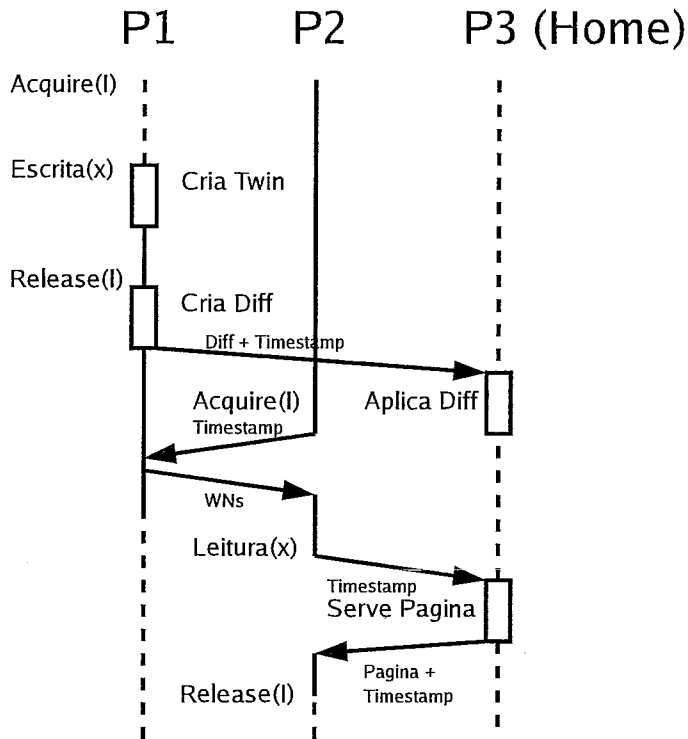 P1 P2 P3 (Home)
Acquire(l)
Escrita(x) Cria Twin
Release(l)
Cria Diff
Diff + Timestamp
Acquire(l) Aplica Diff
Timestamp
WNs
Leitura(x)
Timestamp
Serve Pagina
Pagina +
Release(l) Timestamp